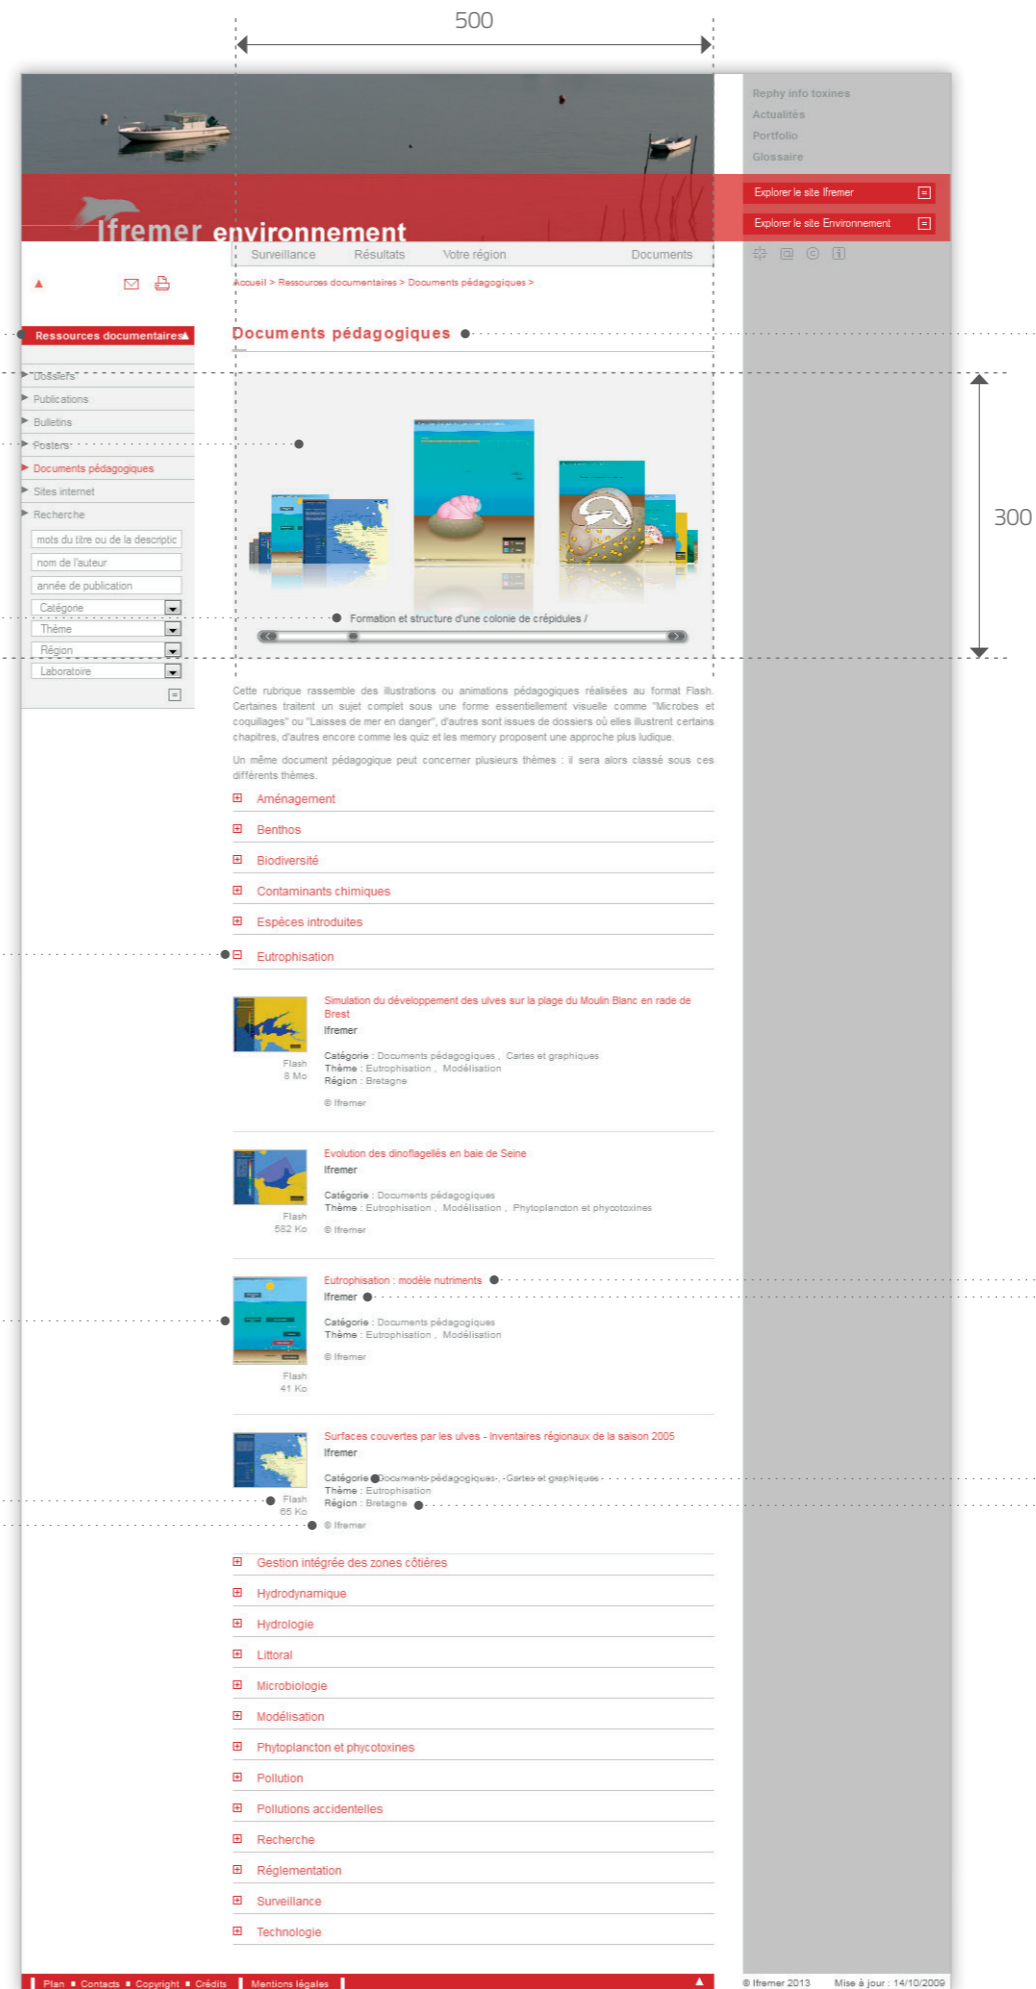 500
Rephy info toxines
Actualités
Portfolio
Glossaire
Explorer le site Ifremer
Explorer le site Environnement
Ifremer environnement
Surveillance
Résultats
Votre région
Documents
Accueil > Ressources documentaires > Documents pédagogiques >
Ressources documentaires
Documents pédagogiques
Dossiers
Publications
Bulletins
Posters
Documents pédagogiques
Sites internet
Recherche
mots du titre ou de la descriptic
nom de l'auteur
année de publication
Catégorie
Thème
Région
Laboratoire
300
Formation et structure d'une colonie de crépidules /
Cette rubrique rassemble des illustrations ou animations pédagogiques réalisées au format Flash.
Certaines traitent un sujet complet sous une forme essentiellement visuelle comme "Microbes et
coquillages" ou "Laisses de mer en danger", d'autres sont issues de dossiers où elles illustrent certains
chapitres, d'autres encore comme les quiz et les memory proposent une approche plus ludique.
Un même document pédagogique peut concerner plusieurs thèmes : il sera alors classé sous ces
différents thèmes.
Aménagement
Benthos
Biodiversité
Contaminants chimiques
Espèces introduites
Eutrophisation
Simulation du développement des ulves sur la plage du Moulin Blanc en rade de
Brest
Ifremer
Catégorie : Documents pédagogiques , Cartes et graphiques
Thème : Eutrophisation , Modélisation
Région : Bretagne
© Ifremer
Flash
8 Mo
Evolution des dinoflagellés en baie de Seine
Ifremer
Catégorie : Documents pédagogiques
Thème : Eutrophisation , Modélisation , Phytoplancton et phycotoxines
© Ifremer
Flash
582 Ko
Eutrophisation : modèle nutriments
Ifremer
Catégorie : Documents pédagogiques
Thème : Eutrophisation , Modélisation
© Ifremer
Flash
41 Ko
Surfaces couvertes par les ulves - Inventaires régionaux de la saison 2005
Ifremer
Catégorie Documents pédagogiques , Cartes et graphiques
Thème : Eutrophisation
Région : Bretagne
© Ifremer
Flash
65 Ko
Gestion intégrée des zones côtières
Hydrodynamique
Hydrologie
Littoral
Microbiologie
Modélisation
Phytoplancton et phycotoxines
Pollution
Pollutions accidentelles
Recherche
Réglementation
Surveillance
Technologie
Plan Contacts Copyright Crédits Mentions légales
© Ifremer 2013 Mise à jour : 14/10/2009